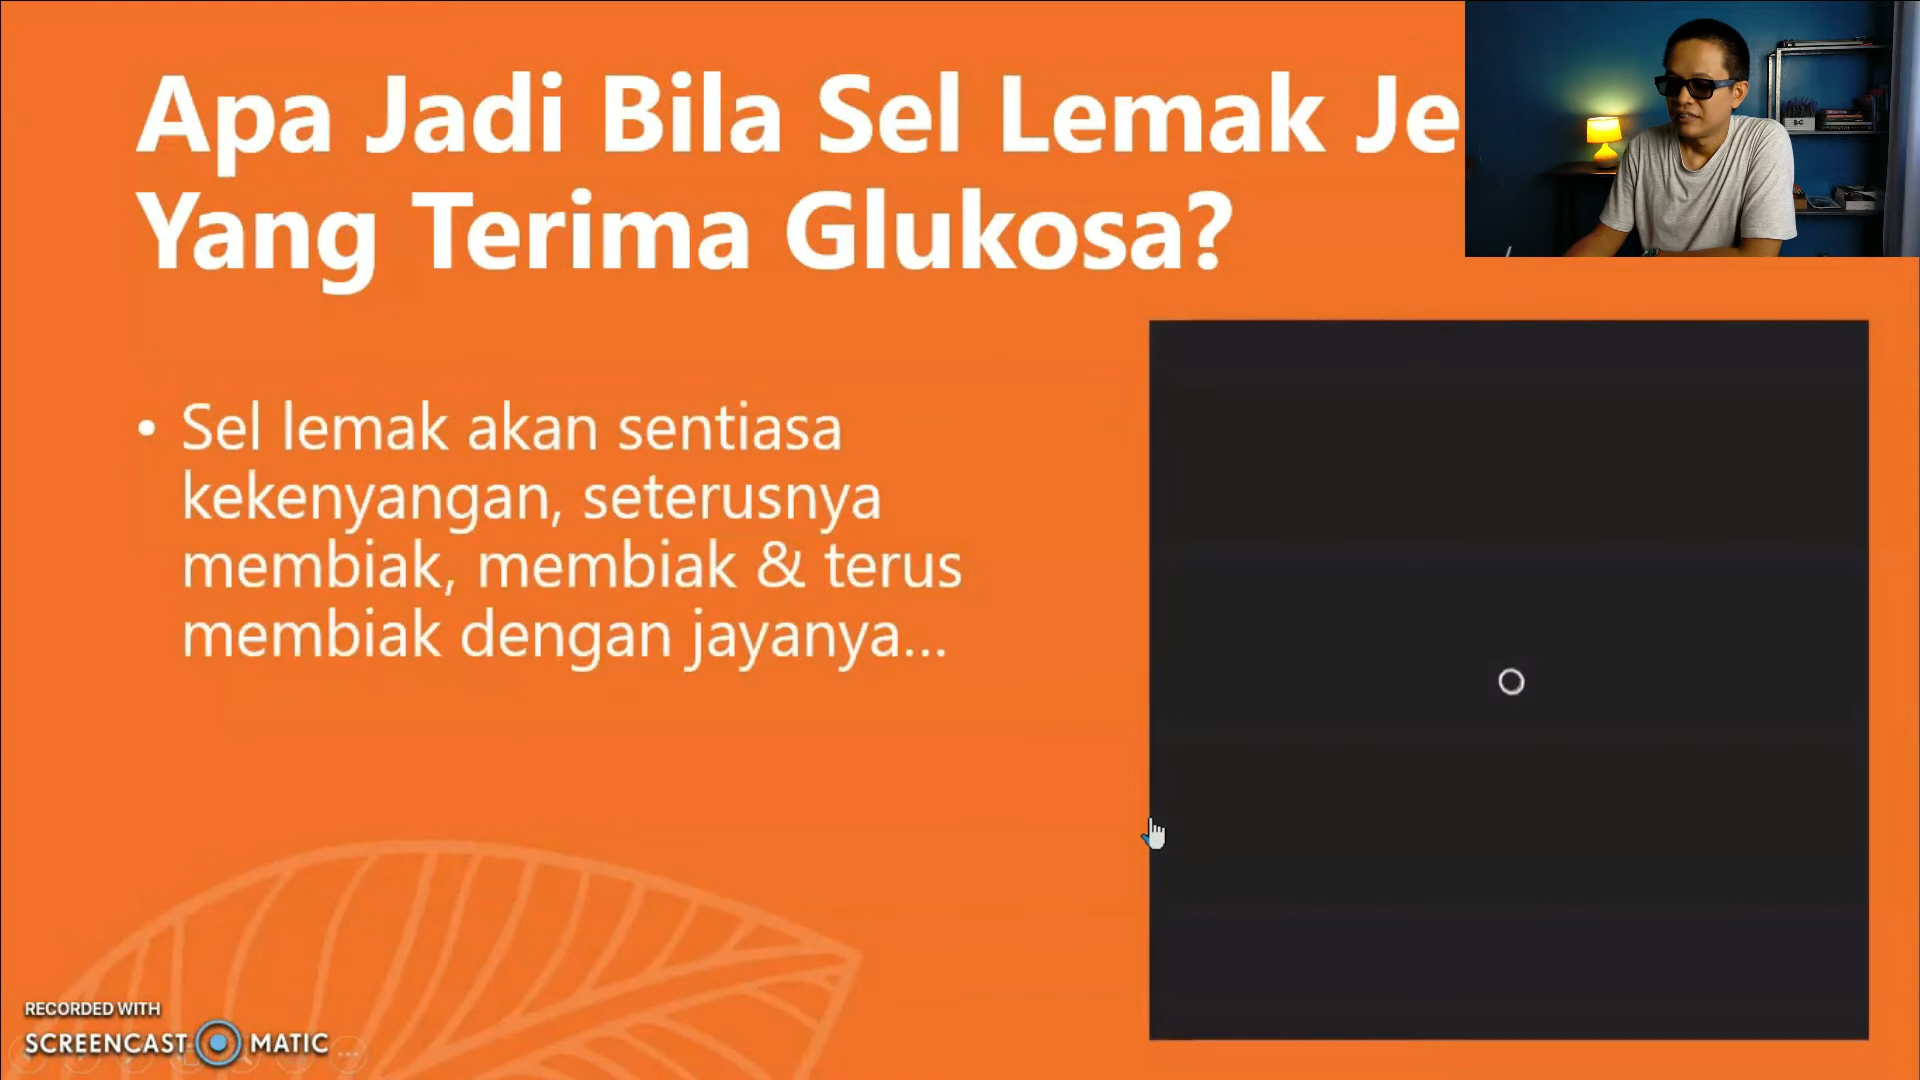 Apa Jadi Bila Sel Lemak Je
Yang Terima Glukosa?
• Sel lemak akan sentiasa
kekenyangan, seterusnya
membiak, membiak & terus
membiak dengan jayanya...
RECORDED WITH
SCREENCAST MATIC